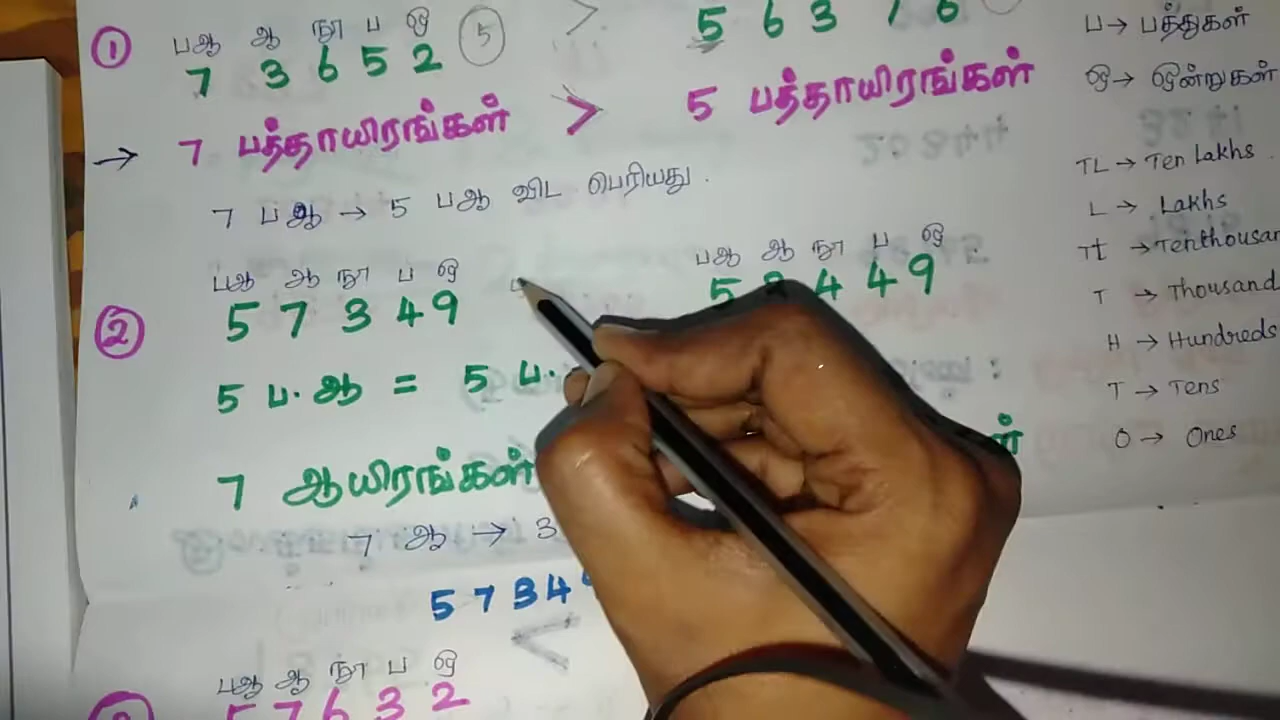 ① பஆ ஆ நூ ப ஒ
7 3 6 5 2 ⑤ > 5 6 3 7 6
→ 7 பத்தாயிரங்கள் > 5 பத்தாயிரங்கள்
7 பஆ → 5 பஆ விட பெரியது.
பஆ ஆ நூ ப ஒ பஆ ஆ நூ ப ஒ
② 5 7 3 4 9 5 3 4 4 9
5 ப.ஆ = 5 ப.
7 ஆயிரங்கள்
7 ஆ → 3
5 7 3 4
>
பஆ ஆ நூ ப ஒ
5 7 6 3 2
ப → பத்துகள்
ஒ → ஒன்றுகள்
TL → Ten Lakhs
L → Lakhs
T → Thousand
H → Hundreds
T → Tens
O → Ones